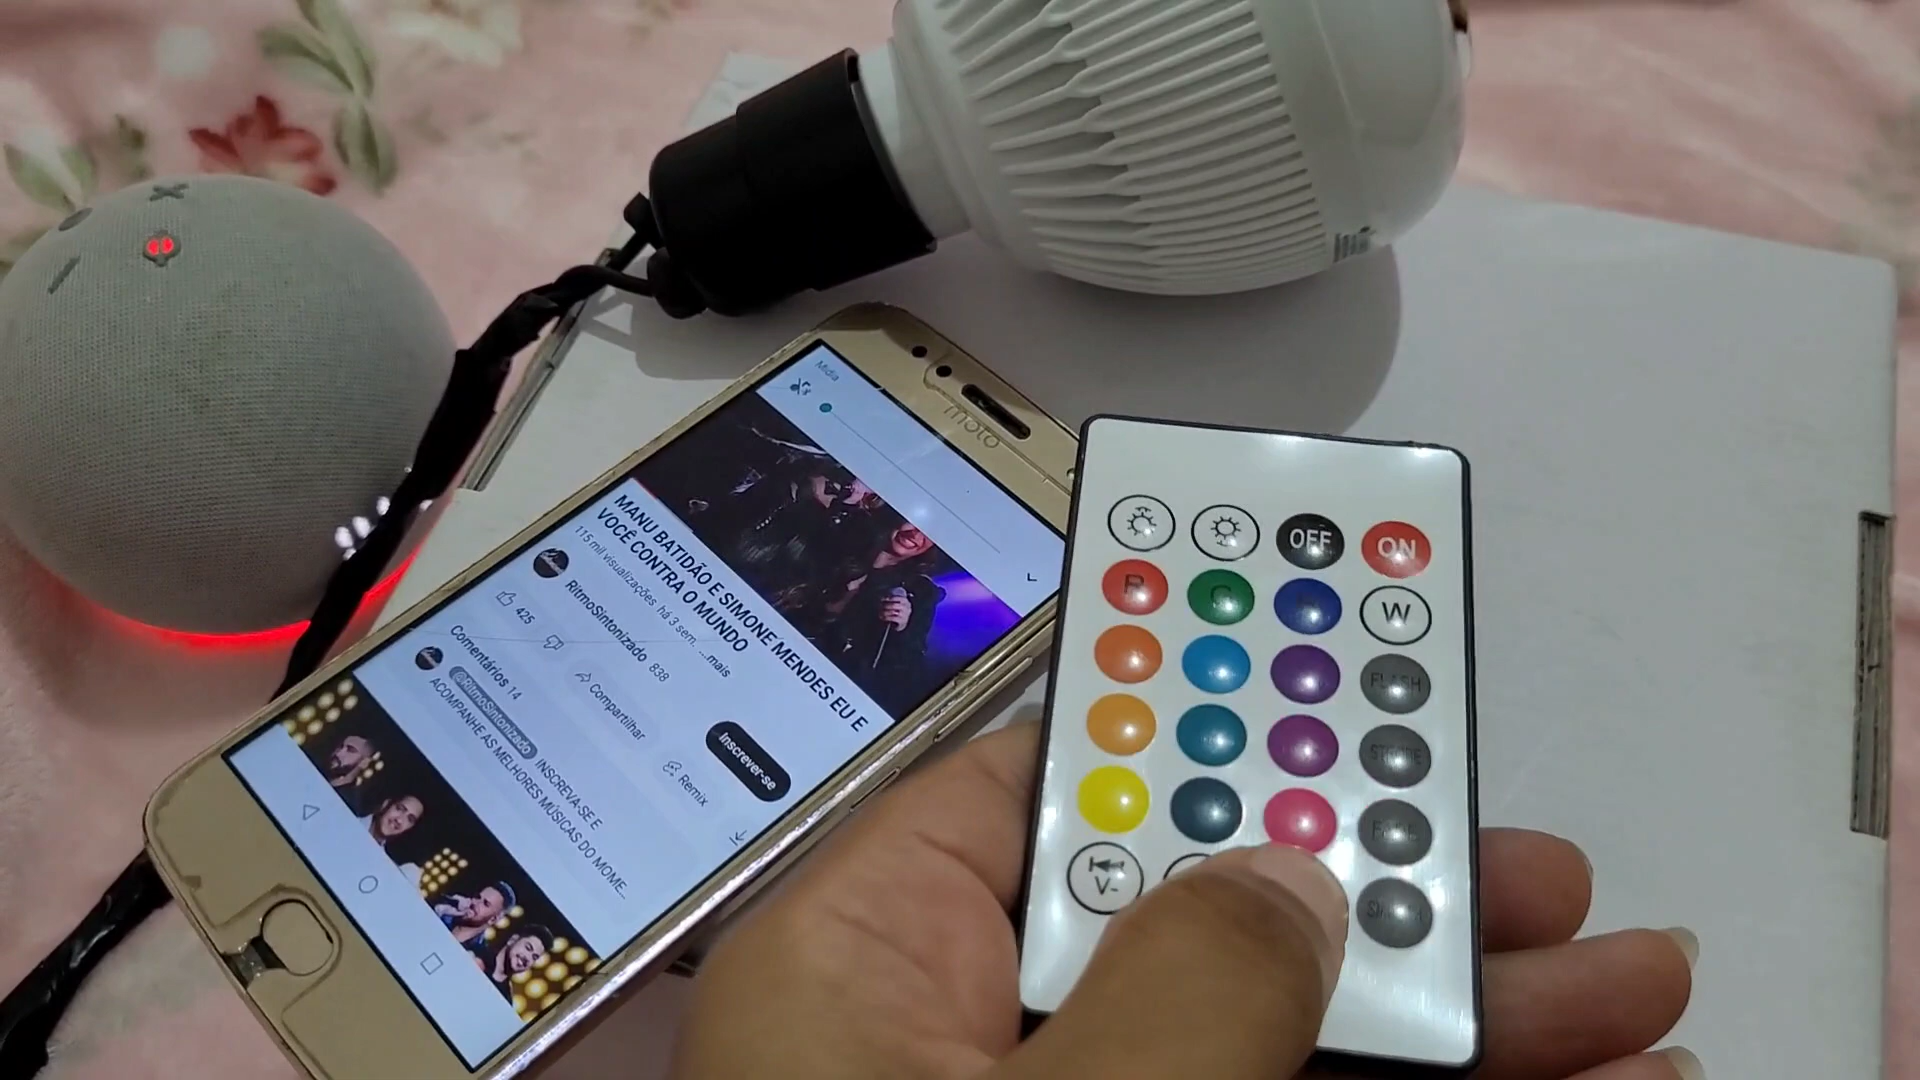 moto
Mídia
MANU BATIDÃO E SIMONE MENDES EU E
VOCÊ CONTRA O MUNDO
115 mil visualizações há 3 sem. ...mais
RitmoSintonizado 838
Inscrever-se
425
Compartilhar
Remix
Comentários 14
@RitmoSintonizado INSCREVA-SE E
ACOMPANHE AS MELHORES MÚSICAS DO MOME...
OFF ON
R G W
FLASH
V-